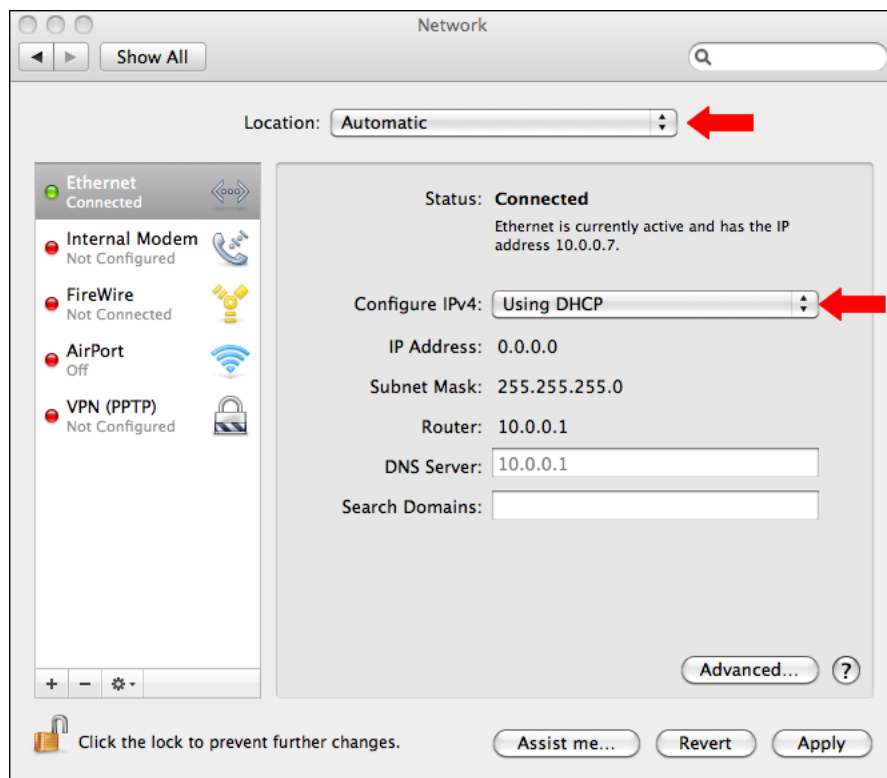 Network
Show All
Location: Automatic
Ethernet
Connected
Internal Modem
Not Configured
FireWire
Not Connected
AirPort
Off
VPN (PPTP)
Not Configured
Status: Connected
Ethernet is currently active and has the IP
address 10.0.0.7.
Configure IPv4: Using DHCP
IP Address: 0.0.0.0
Subnet Mask: 255.255.255.0
Router: 10.0.0.1
DNS Server: 10.0.0.1
Search Domains:
Advanced... ?
Click the lock to prevent further changes.
Assist me... Revert Apply